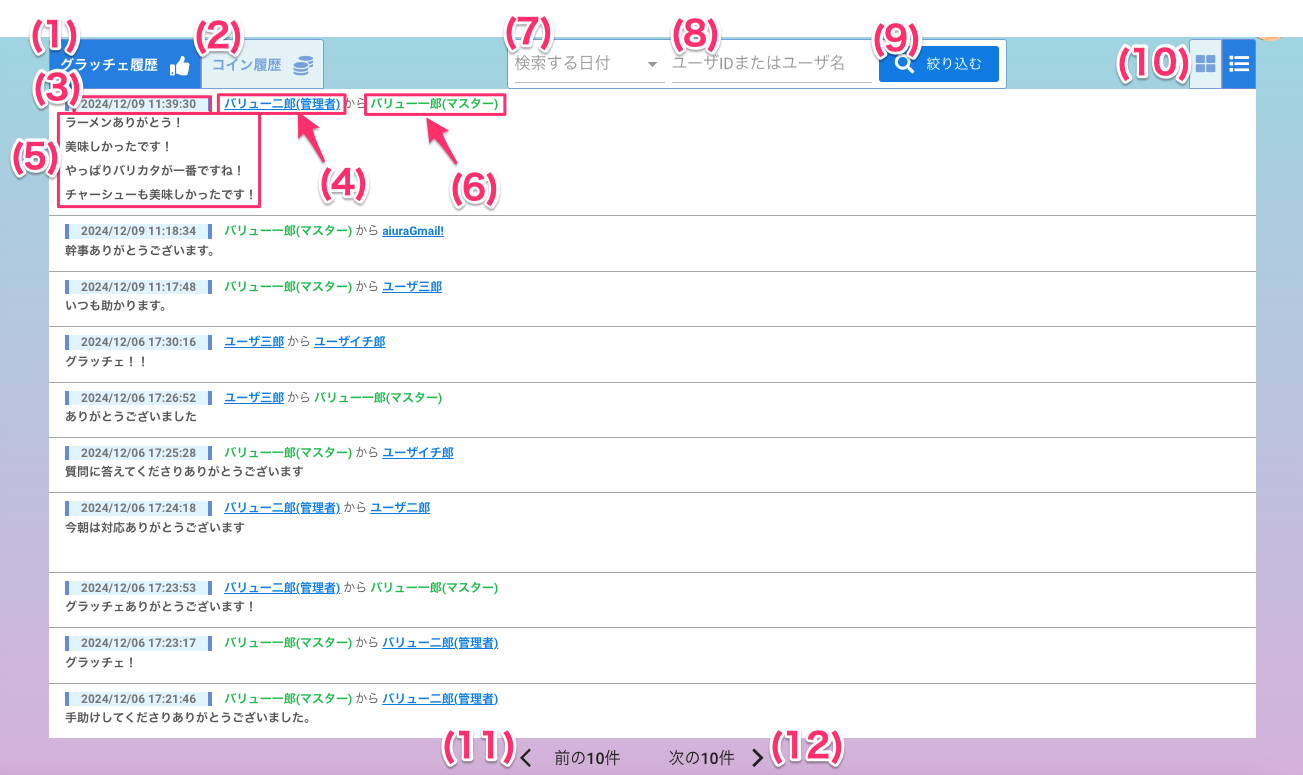 (1) (2) (7) (8) (9) (10)
グラッチェ履歴 コイン履歴 検索する日付 ユーザIDまたはユーザ名 絞り込む
(3)
2024/12/09 11:39:30 バリュー二郎(管理者) から バリュー一郎(マスター)
ラーメンありがとう！
美味しかったです！
(5)
やっぱりバリカタが一番ですね！
(4) (6)
チャーシューも美味しかったです！
2024/12/09 11:18:34 バリュー一郎(マスター) から aiuraGmail!
幹事ありがとうございます。
2024/12/09 11:17:48 バリュー一郎(マスター) から ユーザ三郎
いつも助かります。
2024/12/06 17:30:16 ユーザ三郎 から ユーザイチ郎
グラッチェ！！
2024/12/06 17:26:52 ユーザ三郎 から バリュー一郎(マスター)
ありがとうございました
2024/12/06 17:25:28 バリュー一郎(マスター) から ユーザイチ郎
質問に答えてくださりありがとうございます
2024/12/06 17:24:18 バリュー二郎(管理者) から ユーザ二郎
今朝は対応ありがとうございます
2024/12/06 17:23:53 バリュー二郎(管理者) から バリュー一郎(マスター)
グラッチェありがとうございます！
2024/12/06 17:23:17 バリュー一郎(マスター) から バリュー二郎(管理者)
グラッチェ！
2024/12/06 17:21:46 バリュー一郎(マスター) から バリュー二郎(管理者)
手助けしてくださりありがとうございました。
(11) 前の10件 次の10件 (12)